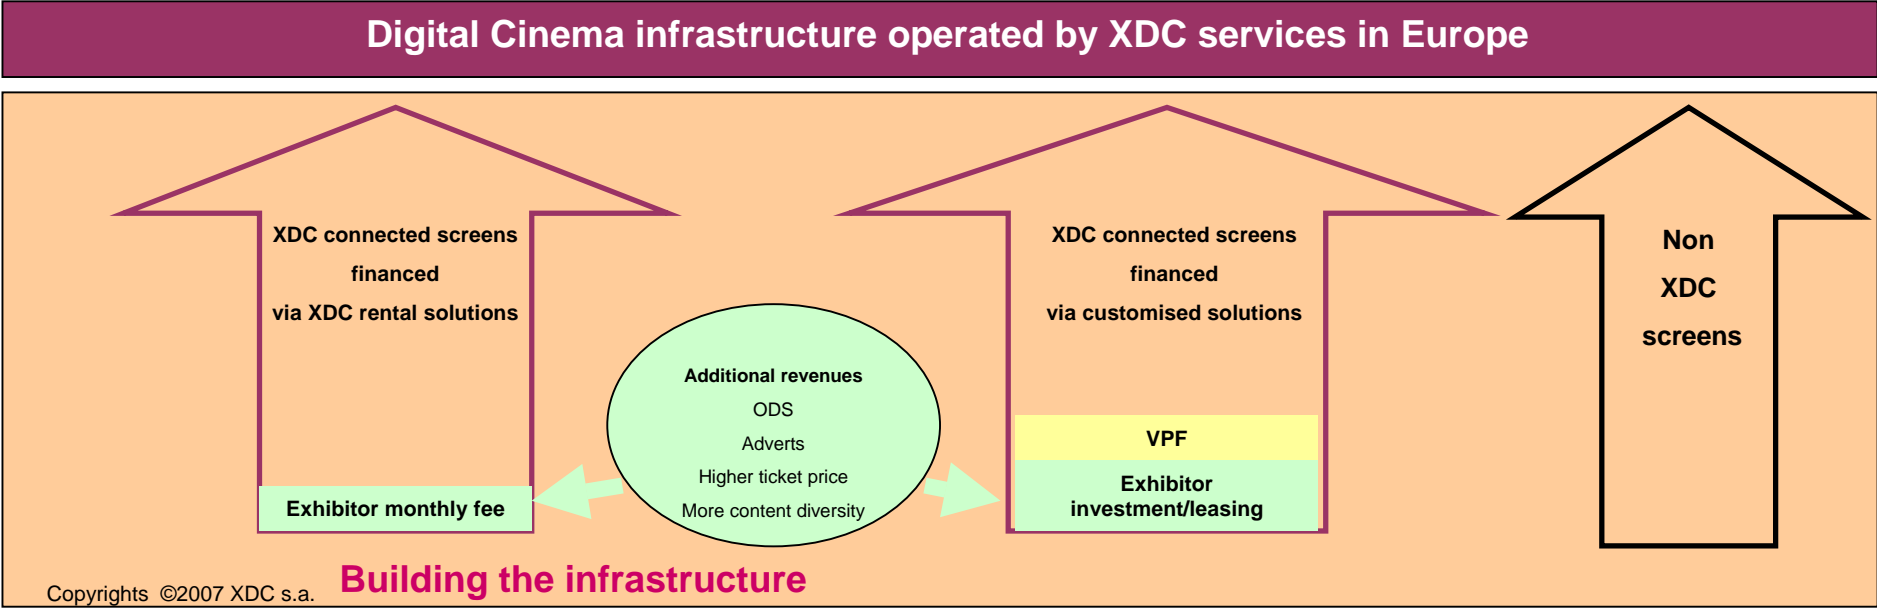 Digital Cinema infrastructure operated by XDC services in Europe
XDC connected screens
financed
via XDC rental solutions
Exhibitor monthly fee
Additional revenues
ODS
Adverts
Higher ticket price
More content diversity
XDC connected screens
financed
via customised solutions
VPF
Exhibitor
investment/leasing
Non
XDC
screens
Building the infrastructure
Copyrights ©2007 XDC s.a.